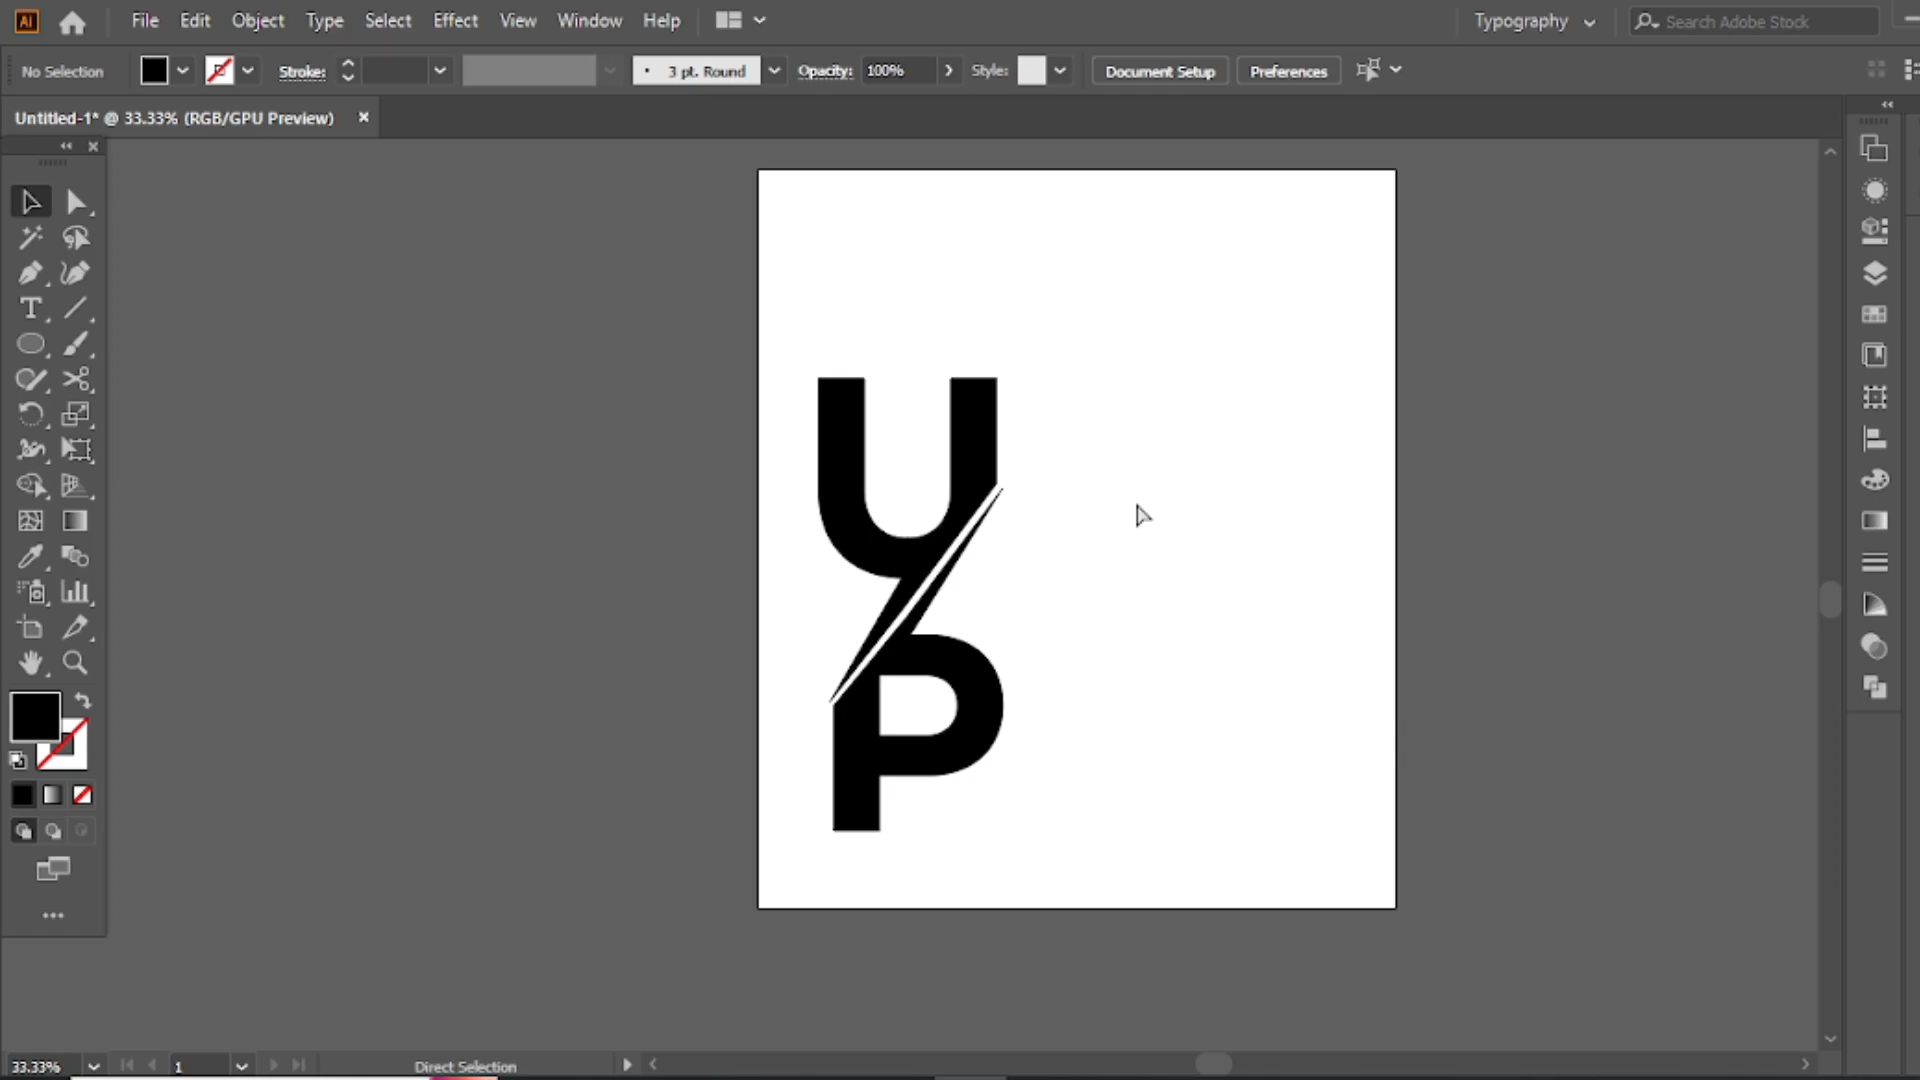 Ai File Edit Object Type Select Effect View Window Help Typography Search Adobe Stock
No Selection Stroke: 3 pt. Round Opacity: 100% Style: Document Setup Preferences
Untitled-1* @ 33.33% (RGB/GPU Preview)
U
P
33.33% 1 Direct Selection